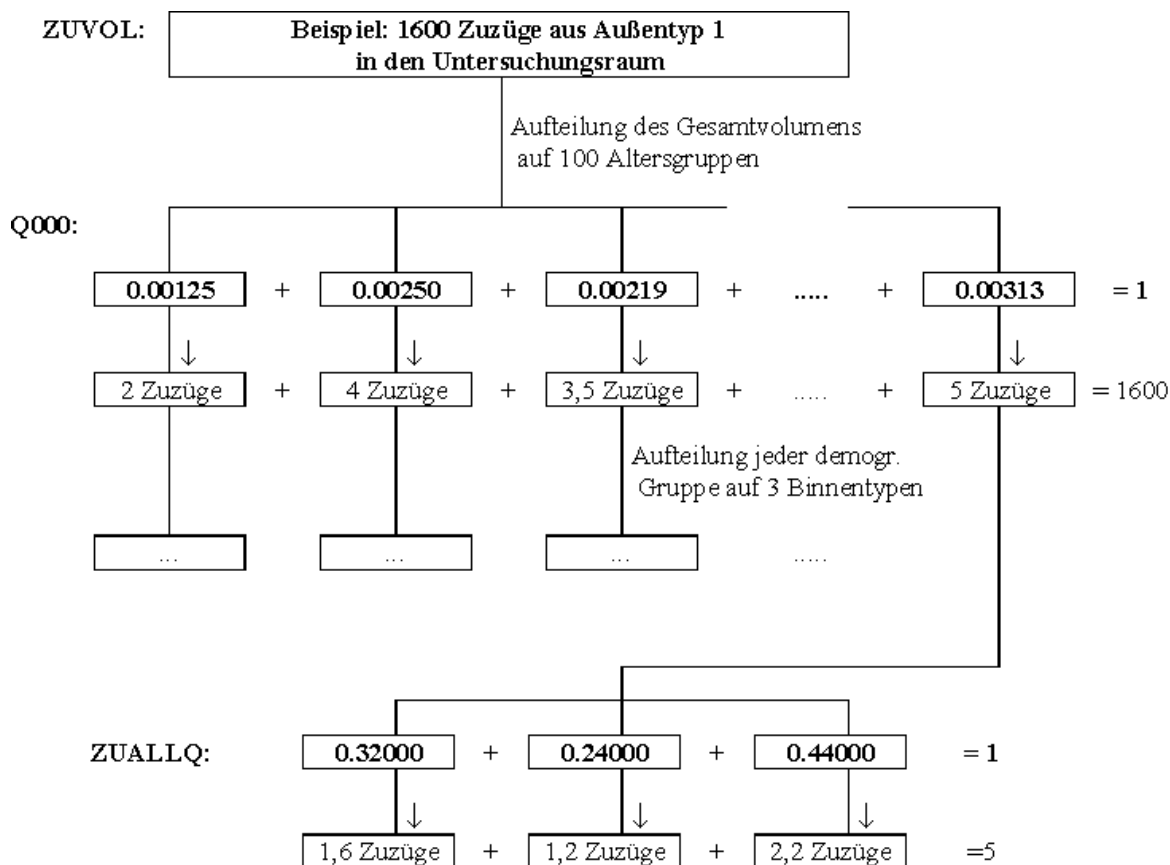 ZUVOL: Beispiel: 1600 Zuzüge aus Außentyp 1
in den Untersuchungsraum
Aufteilung des Gesamtvolumens
auf 100 Altersgruppen
Q000:
0.00125 + 0.00250 + 0.00219 + ..... + 0.00313 = 1
↓ ↓ ↓ ↓
2 Zuzüge + 4 Zuzüge + 3,5 Zuzüge + ..... + 5 Zuzüge = 1600
Aufteilung jeder demogr.
Gruppe auf 3 Binnentypen
... ... ... .....
ZUALLQ: 0.32000 + 0.24000 + 0.44000 = 1
↓ ↓ ↓
1,6 Zuzüge + 1,2 Zuzüge + 2,2 Zuzüge =5